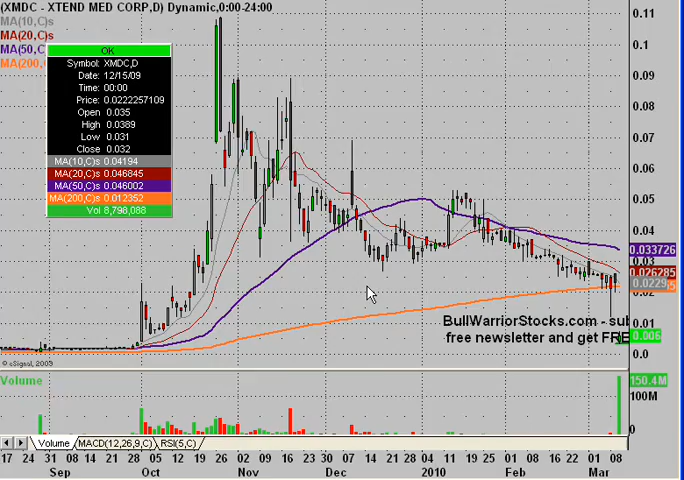 (XMDC - XTEND MED CORP,D) Dynamic,0:00-24:00
MA(10,C)s
MA(20,C)s
MA(50,C)s
MA(200,C)s
OK
Symbol: XMDC,D
Date: 12/15/09
Time: 00:00
Price: 0.0222257109
Open 0.035
High 0.0389
Low 0.031
Close 0.032
MA(10,C)s 0.04194
MA(20,C)s 0.046845
MA(50,C)s 0.046002
MA(200,C)s 0.012352
Vol 8,798,088
0.11
0.1
0.09
0.08
0.07
0.06
0.05
0.04
0.033726
0.03
0.026285
0.0229
0.02
0.01
0.006
0.0
BullWarriorStocks.com - sub
free newsletter and get FRE
© eSignal, 2009
Volume
150.4M
100M
0
Volume MACD(12,26,9,C) RSI(5,C)
17 24 31 08 14 21 28 05 12 19 26 02 09 16 23 30 07 14 21 28 04 11 19 25 01 08 16 22 01 08
Sep Oct Nov Dec 2010 Feb Mar